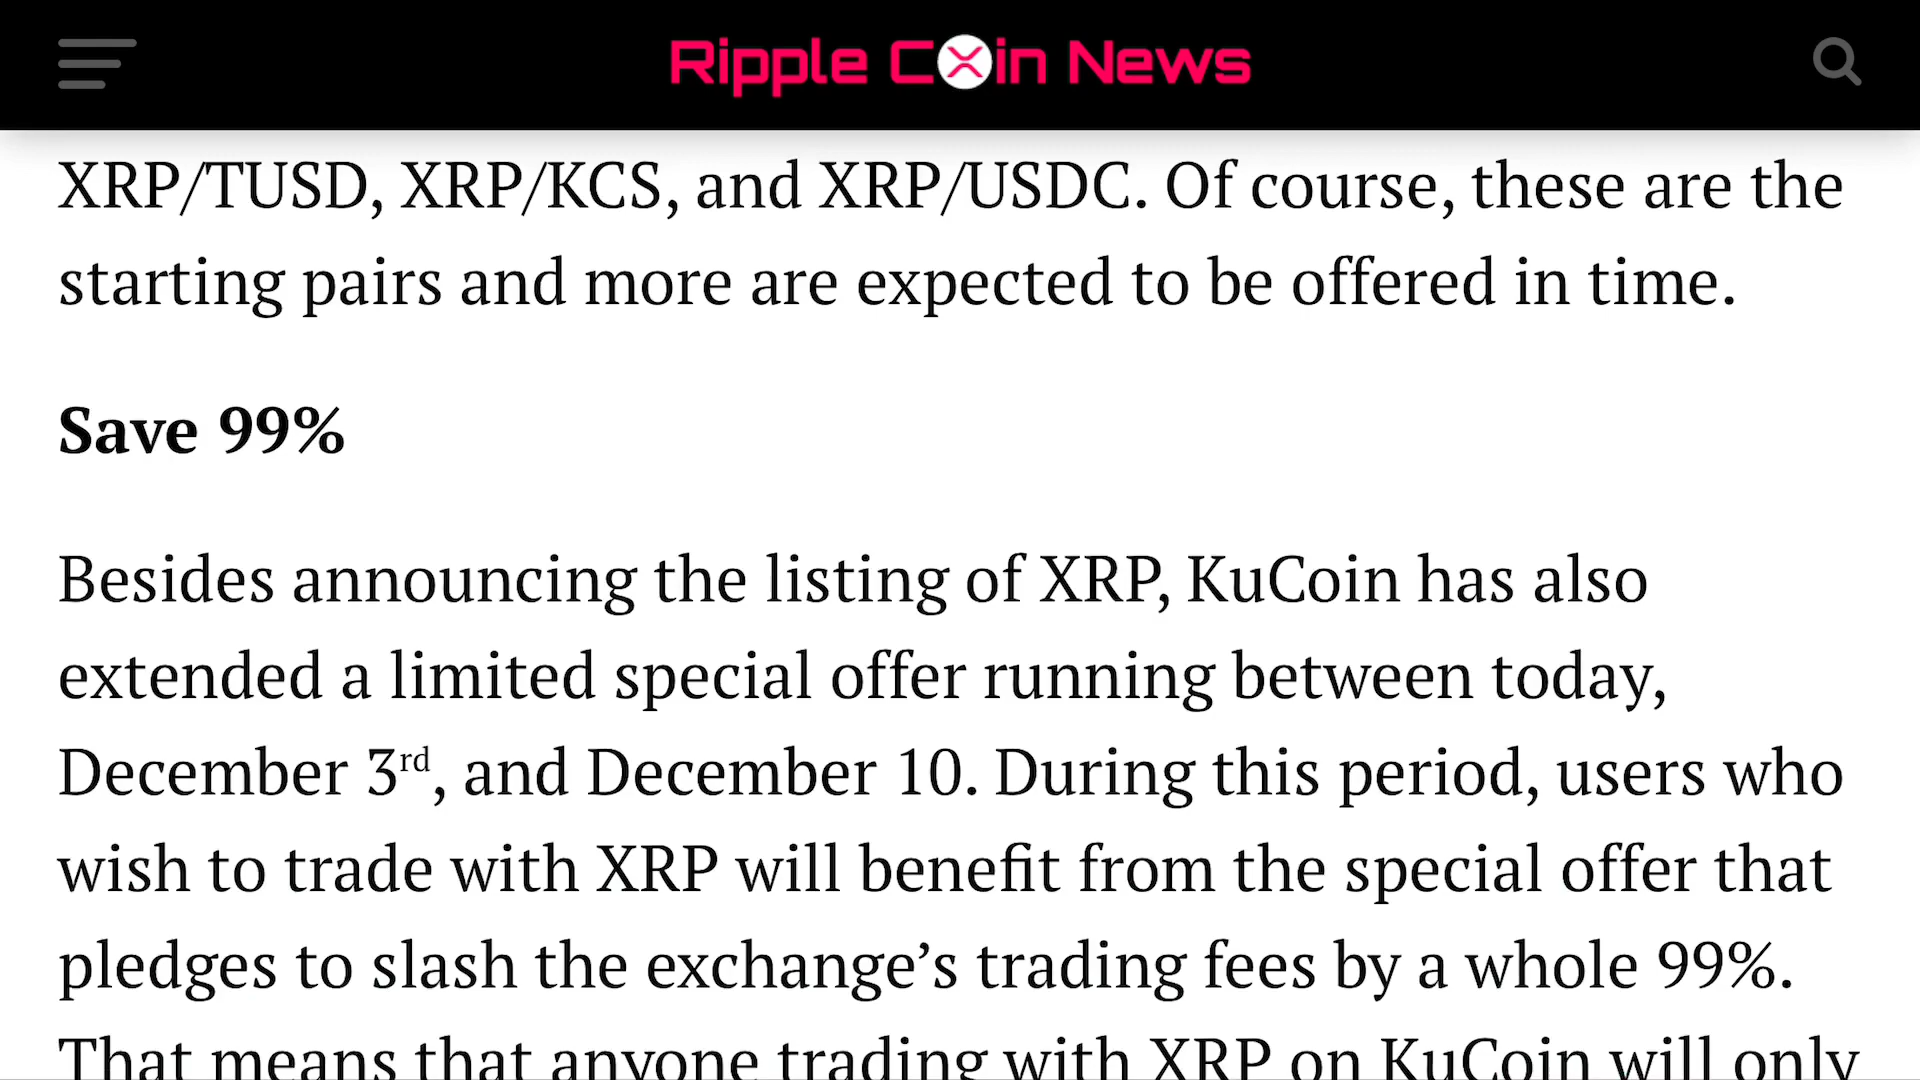 Ripple Coin News
XRP/TUSD, XRP/KCS, and XRP/USDC. Of course, these are the
starting pairs and more are expected to be offered in time.
Save 99%
Besides announcing the listing of XRP, KuCoin has also
extended a limited special offer running between today,
December 3rd, and December 10. During this period, users who
wish to trade with XRP will benefit from the special offer that
pledges to slash the exchange’s trading fees by a whole 99%.
That means that anyone trading with XRP on KuCoin will only